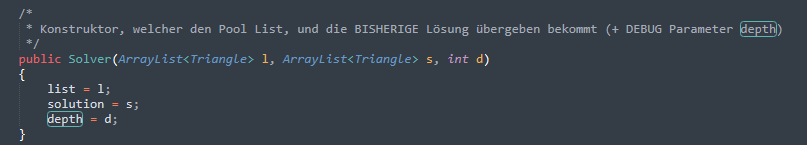 /*
* Konstruktor, welcher den Pool List, und die BISHERIGE Lösung übergeben bekommt (+ DEBUG Parameter depth)
*/
public Solver(ArrayList<Triangle> l, ArrayList<Triangle> s, int d)
{
list = l;
solution = s;
depth = d;
}